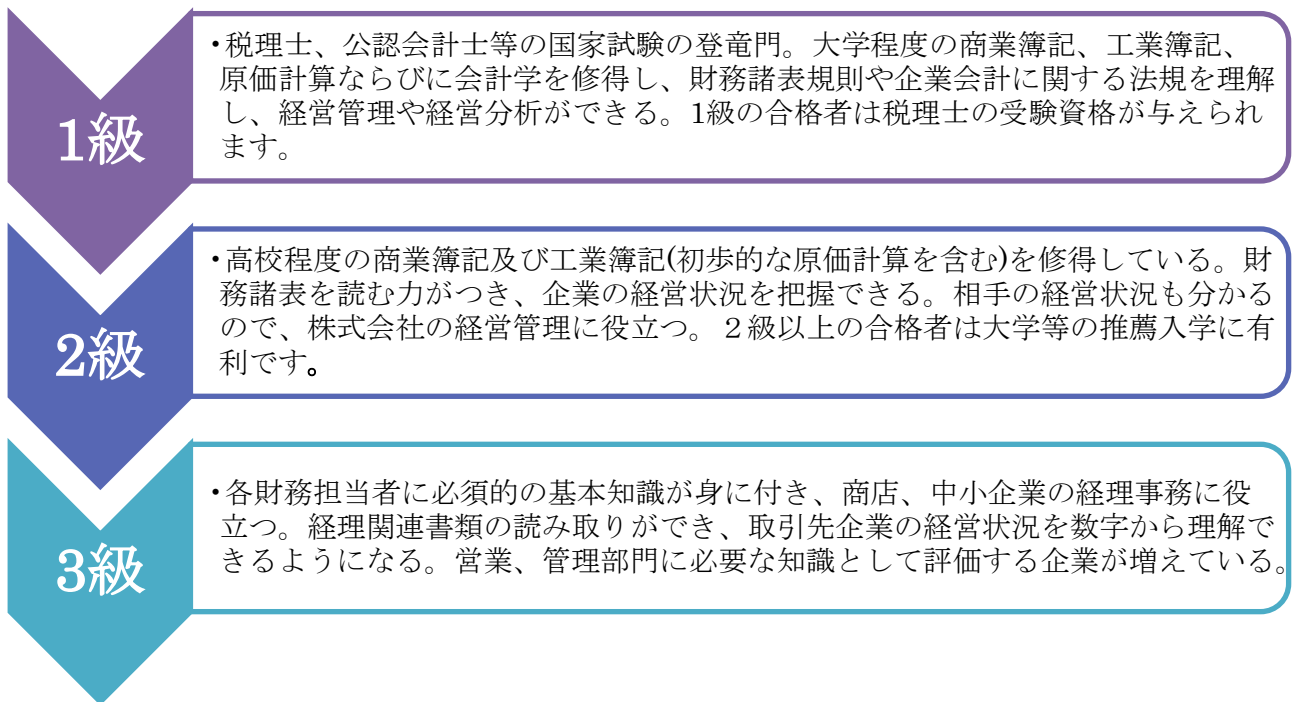 1級
・税理士、公認会計士等の国家試験の登竜門。大学程度の商業簿記、工業簿記、
原価計算ならびに会計学を修得し、財務諸表規則や企業会計に関する法規を理解
し、経営管理や経営分析ができる。1級の合格者は税理士の受験資格が与えられ
ます。
2級
・高校程度の商業簿記及び工業簿記(初歩的な原価計算を含む)を修得している。財
務諸表を読む力がつき、企業の経営状況を把握できる。相手の経営状況も分かる
ので、株式会社の経営管理に役立つ。２級以上の合格者は大学等の推薦入学に有
利です。
3級
・各財務担当者に必須的の基本知識が身に付き、商店、中小企業の経理事務に役
立つ。経理関連書類の読み取りができ、取引先企業の経営状況を数字から理解で
きるようになる。営業、管理部門に必要な知識として評価する企業が増えている。